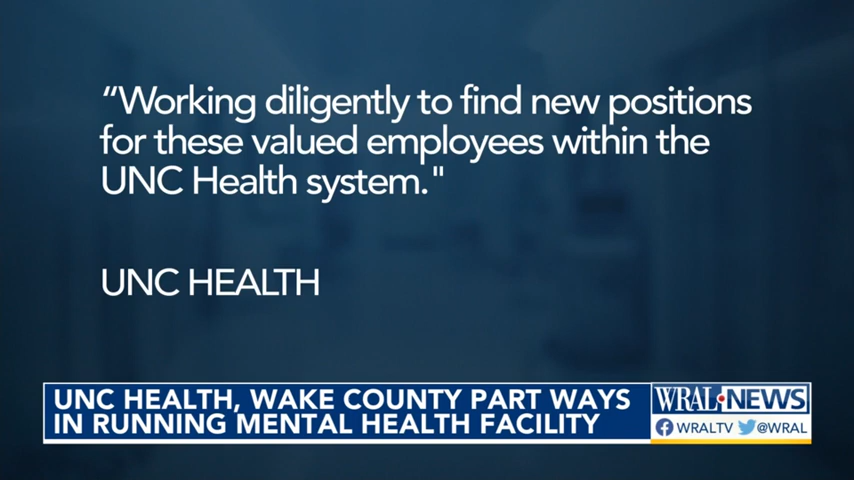 “Working diligently to find new positions
for these valued employees within the
UNC Health system."
UNC HEALTH
UNC HEALTH, WAKE COUNTY PART WAYS
IN RUNNING MENTAL HEALTH FACILITY
WRAL NEWS
WRALTV @WRAL